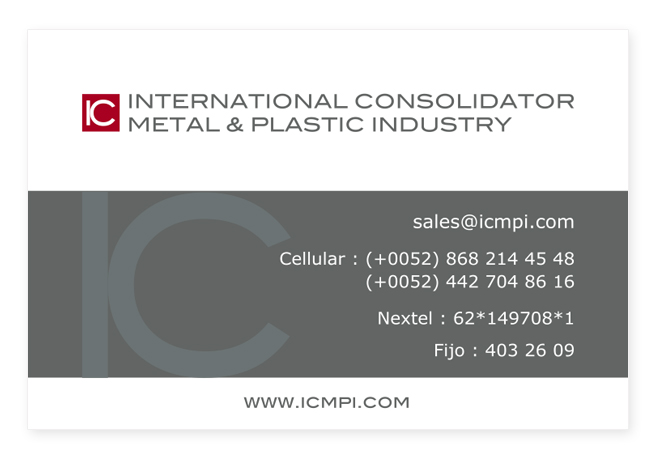 IC INTERNATIONAL CONSOLIDATOR
METAL & PLASTIC INDUSTRY
IC
sales@icmpi.com
Cellular : (+0052) 868 214 45 48
(+0052) 442 704 86 16
Nextel : 62*149708*1
Fijo : 403 26 09
WWW.ICMPI.COM